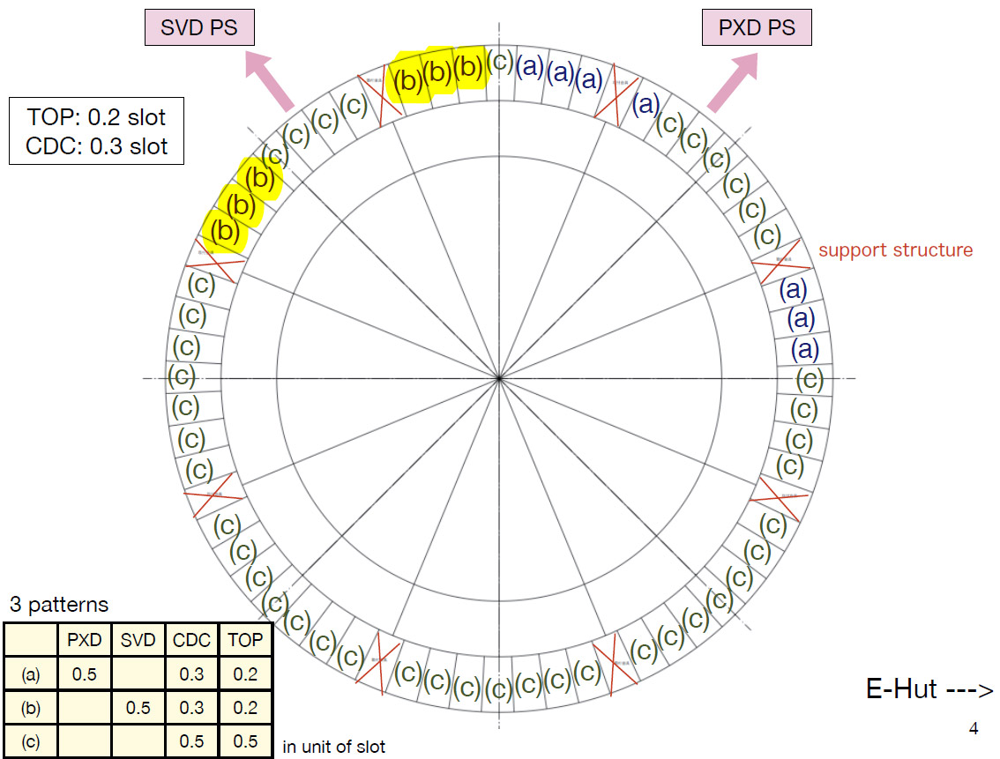 SVD PS
PXD PS
TOP: 0.2 slot
CDC: 0.3 slot
(b) (b) (b) (c) (a) (a) (a)
(a) (c) (c) (c) (c) (c) (c)
support structure
(a) (a) (a) (c) (c) (c) (c)
(c) (c) (c) (c) (c) (c) (c)
(c) (c) (c) (c) (c) (c) (c)
(c) (c) (c) (c) (c) (c) (c)
(c) (c) (c) (c) (c) (c) (c)
(b) (b) (b) (c) (c) (c) (c)
3 patterns
PXD SVD CDC TOP
(a) 0.5 0.3 0.2
(b) 0.5 0.3 0.2
(c) 0.5 0.5
in unit of slot
E-Hut --->
4